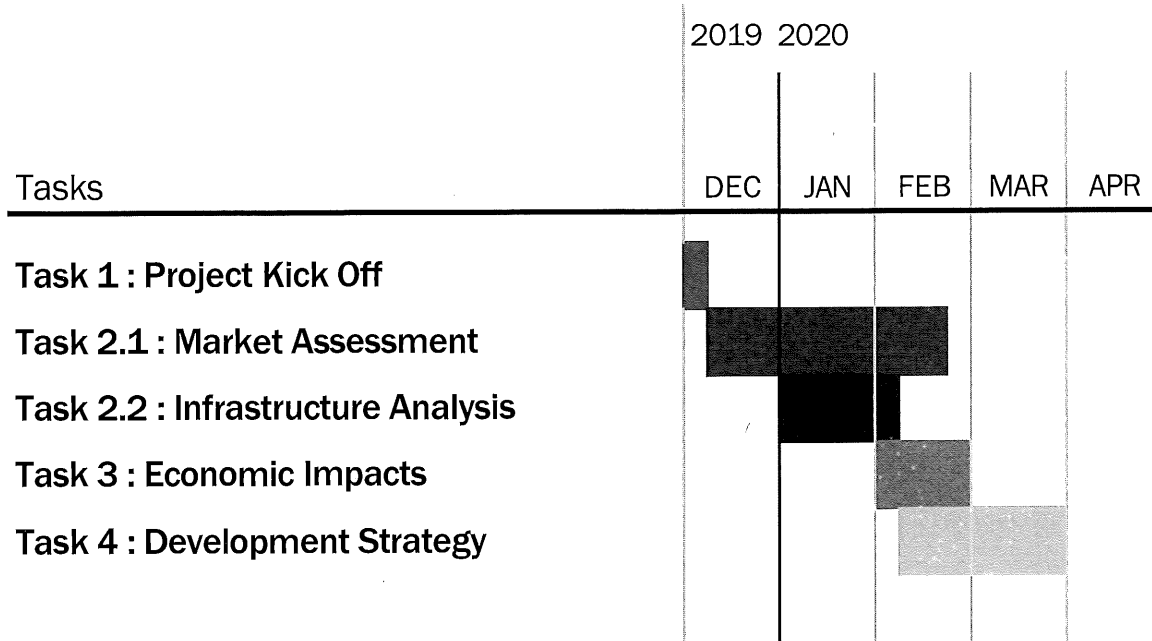 2019 2020
Tasks DEC JAN FEB MAR APR
Task 1 : Project Kick Off
Task 2.1 : Market Assessment
Task 2.2 : Infrastructure Analysis
Task 3 : Economic Impacts
Task 4 : Development Strategy